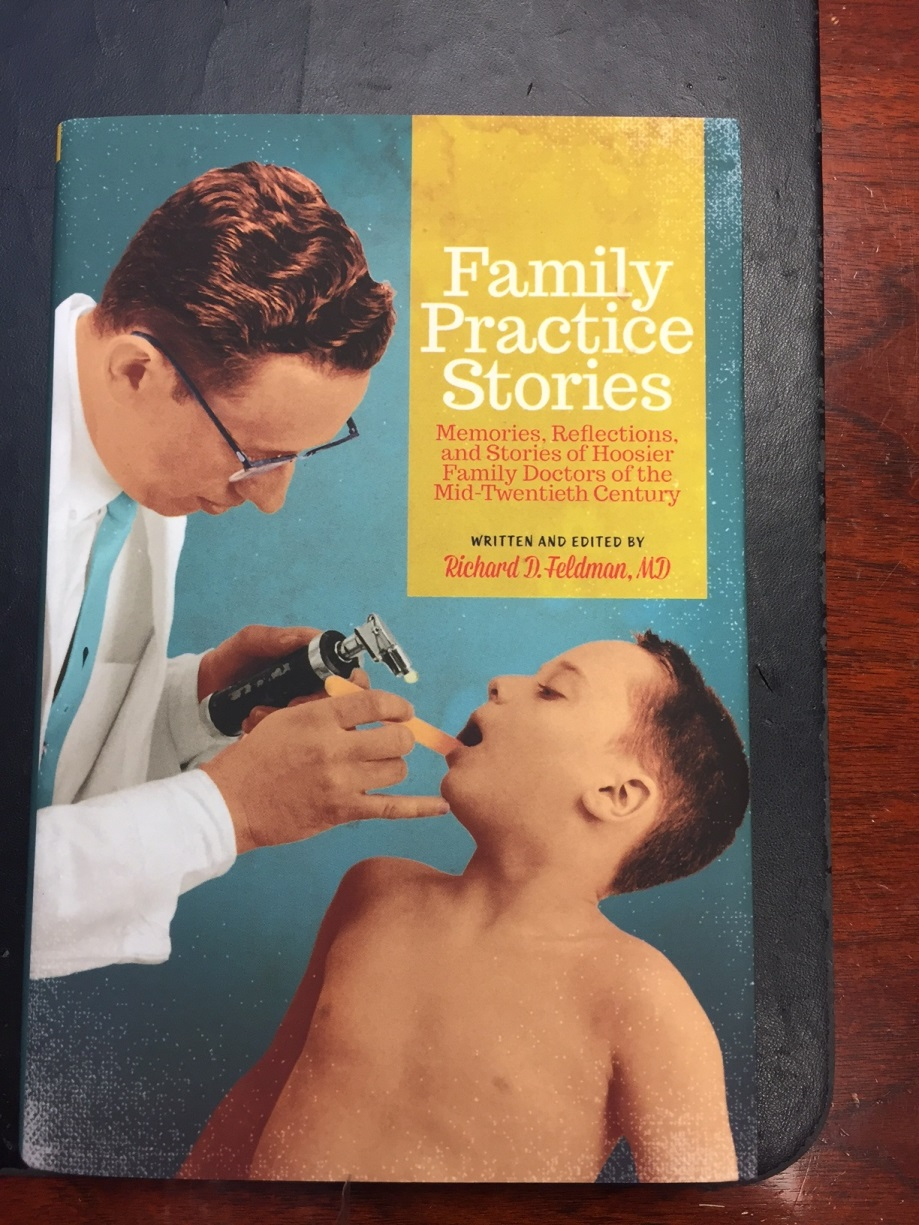 Family
Practice
Stories
Memories, Reflections,
and Stories of Hoosier
Family Doctors of the
Mid-Twentieth Century
WRITTEN AND EDITED BY
Richard D. Feldman, MD